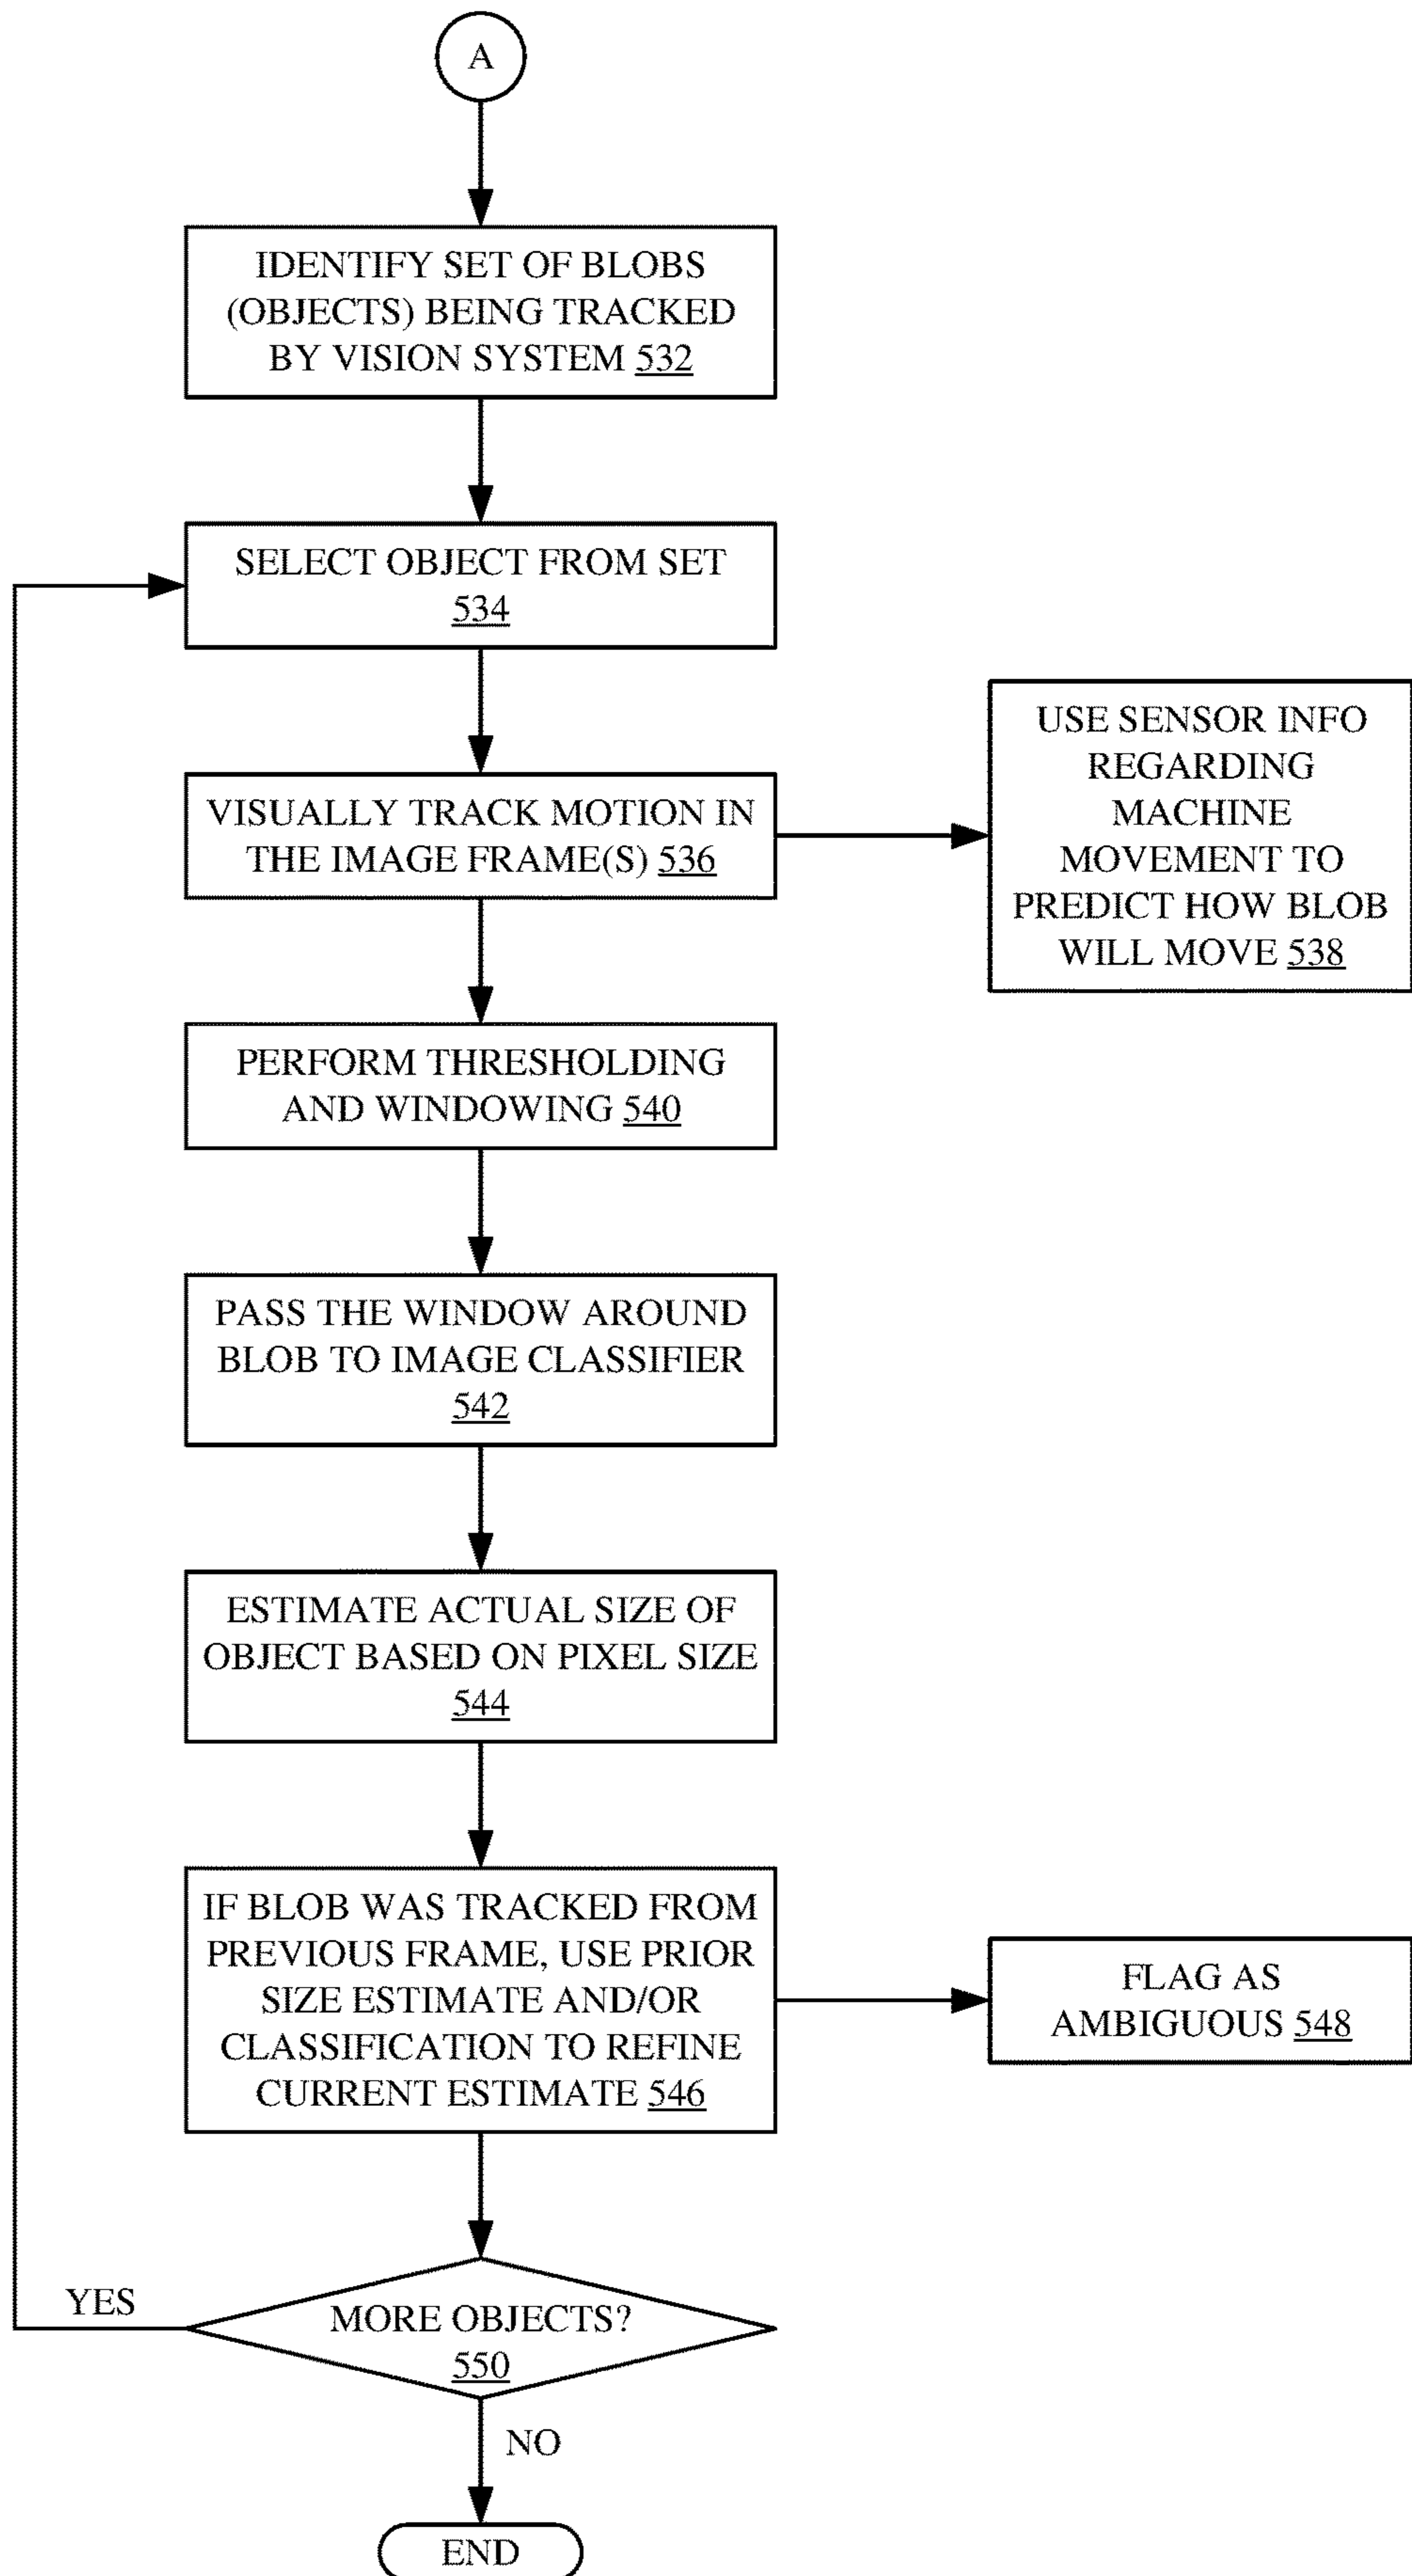 A
IDENTIFY SET OF BLOBS
(OBJECTS) BEING TRACKED
BY VISION SYSTEM 532
SELECT OBJECT FROM SET
534
VISUALLY TRACK MOTION IN
THE IMAGE FRAME(S) 536
USE SENSOR INFO
REGARDING
MACHINE
MOVEMENT TO
PREDICT HOW BLOB
WILL MOVE 538
PERFORM THRESHOLDING
AND WINDOWING 540
PASS THE WINDOW AROUND
BLOB TO IMAGE CLASSIFIER
542
ESTIMATE ACTUAL SIZE OF
OBJECT BASED ON PIXEL SIZE
544
IF BLOB WAS TRACKED FROM
PREVIOUS FRAME, USE PRIOR
SIZE ESTIMATE AND/OR
CLASSIFICATION TO REFINE
CURRENT ESTIMATE 546
FLAG AS
AMBIGUOUS 548
YES
MORE OBJECTS?
550
NO
END